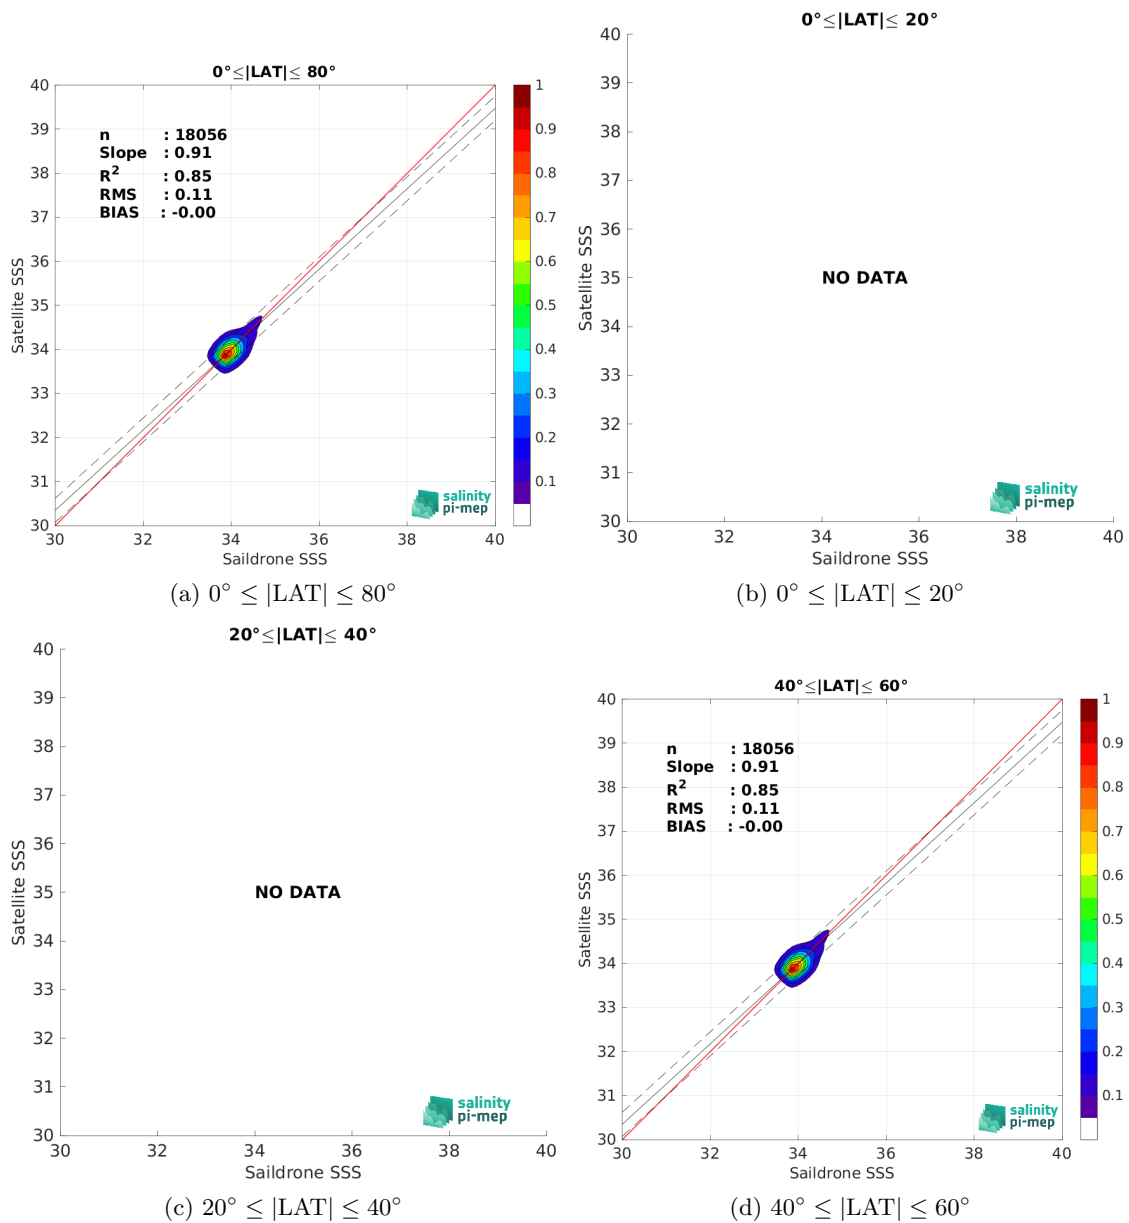 0°≤|LAT|≤ 80°
40
39
38
37
36
35
34
33
32
31
30
Satellite SSS
n : 18056
Slope : 0.91
R² : 0.85
RMS : 0.11
BIAS : -0.00
salinity
pi-mep
30 32 34 36 38 40
Saildrone SSS
1
0.9
0.8
0.7
0.6
0.5
0.4
0.3
0.2
0.1
(a) 0° ≤ |LAT| ≤ 80°
0°≤|LAT|≤ 20°
40
39
38
37
36
35
34
33
32
31
30
Satellite SSS
NO DATA
salinity
pi-mep
30 32 34 36 38 40
Saildrone SSS
(b) 0° ≤ |LAT| ≤ 20°
20°≤|LAT|≤ 40°
40
39
38
37
36
35
34
33
32
31
30
Satellite SSS
NO DATA
salinity
pi-mep
30 32 34 36 38 40
Saildrone SSS
(c) 20° ≤ |LAT| ≤ 40°
40°≤|LAT|≤ 60°
40
39
38
37
36
35
34
33
32
31
30
Satellite SSS
n : 18056
Slope : 0.91
R² : 0.85
RMS : 0.11
BIAS : -0.00
salinity
pi-mep
30 32 34 36 38 40
Saildrone SSS
1
0.9
0.8
0.7
0.6
0.5
0.4
0.3
0.2
0.1
(d) 40° ≤ |LAT| ≤ 60°